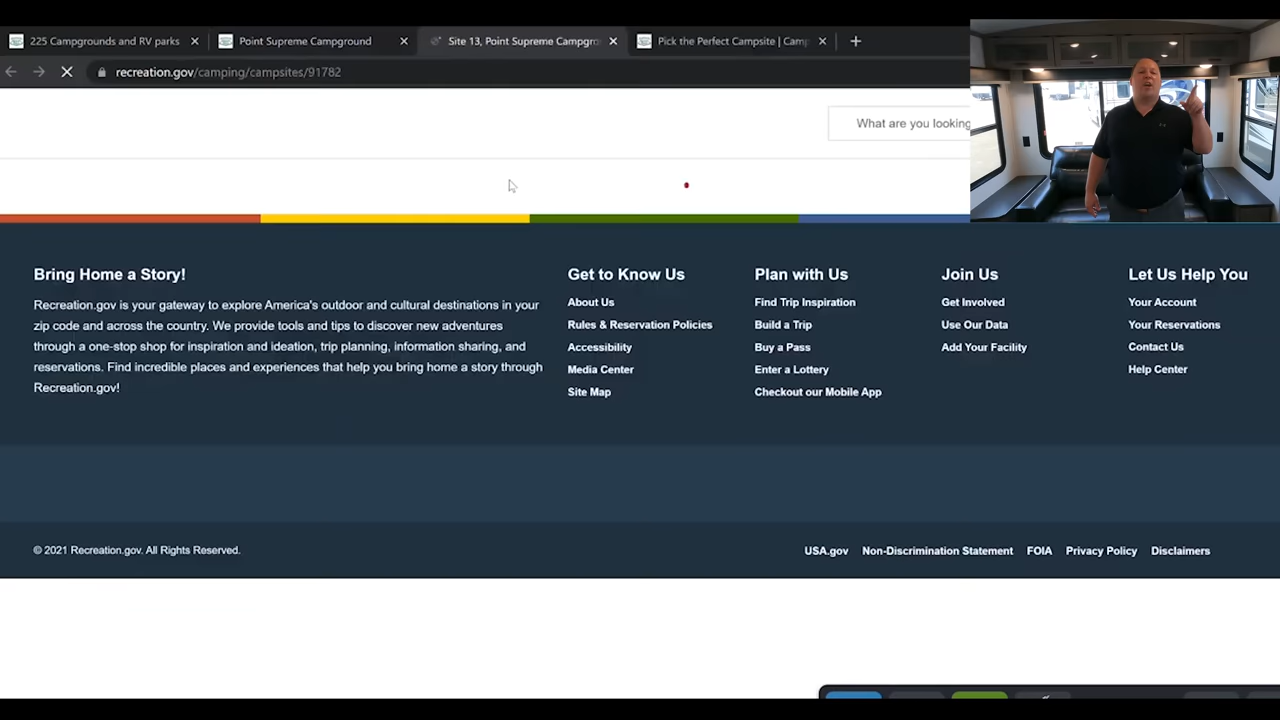 225 Campgrounds and RV parks
Point Supreme Campground
Site 13, Point Supreme Campgro
Pick the Perfect Campsite | Camp
recreation.gov/camping/campsites/91782
What are you looking
Bring Home a Story!
Recreation.gov is your gateway to explore America's outdoor and cultural destinations in your
zip code and across the country. We provide tools and tips to discover new adventures
through a one-stop shop for inspiration and ideation, trip planning, information sharing, and
reservations. Find incredible places and experiences that help you bring home a story through
Recreation.gov!
Get to Know Us
About Us
Rules & Reservation Policies
Accessibility
Media Center
Site Map
Plan with Us
Find Trip Inspiration
Build a Trip
Buy a Pass
Enter a Lottery
Checkout our Mobile App
Join Us
Get Involved
Use Our Data
Add Your Facility
Let Us Help You
Your Account
Your Reservations
Contact Us
Help Center
© 2021 Recreation.gov. All Rights Reserved.
USA.gov Non-Discrimination Statement FOIA Privacy Policy Disclaimers